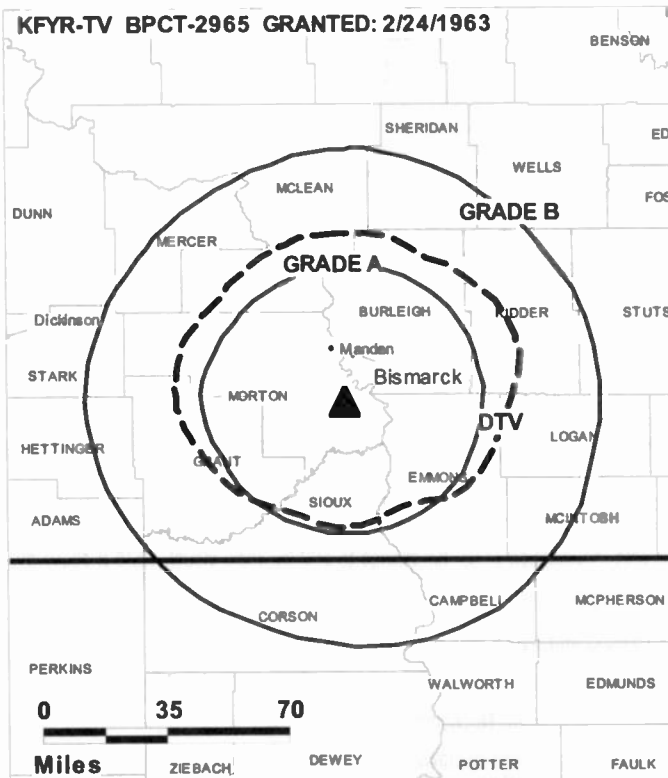 KFYR-TV BPCT-2965 GRANTED: 2/24/1963
BENSON
SHERIDAN
ED
WELLS
MCLEAN
FOS
DUNN
GRADE B
MERCER
GRADE A
BURLEIGH
KIDDER
STUTS
Dickinson
Mandan
STARK
Bismarck
MORTON
DTV
LOGAN
HETTINGER
GRANT
EMMONS
SIOUX
ADAMS
MCINTOSH
CAMPBELL
MCPHERSON
CORSON
PERKINS
WALWORTH
EDMUNDS
0 35 70
Miles
ZIEBACH
DEWEY
POTTER
FAULK